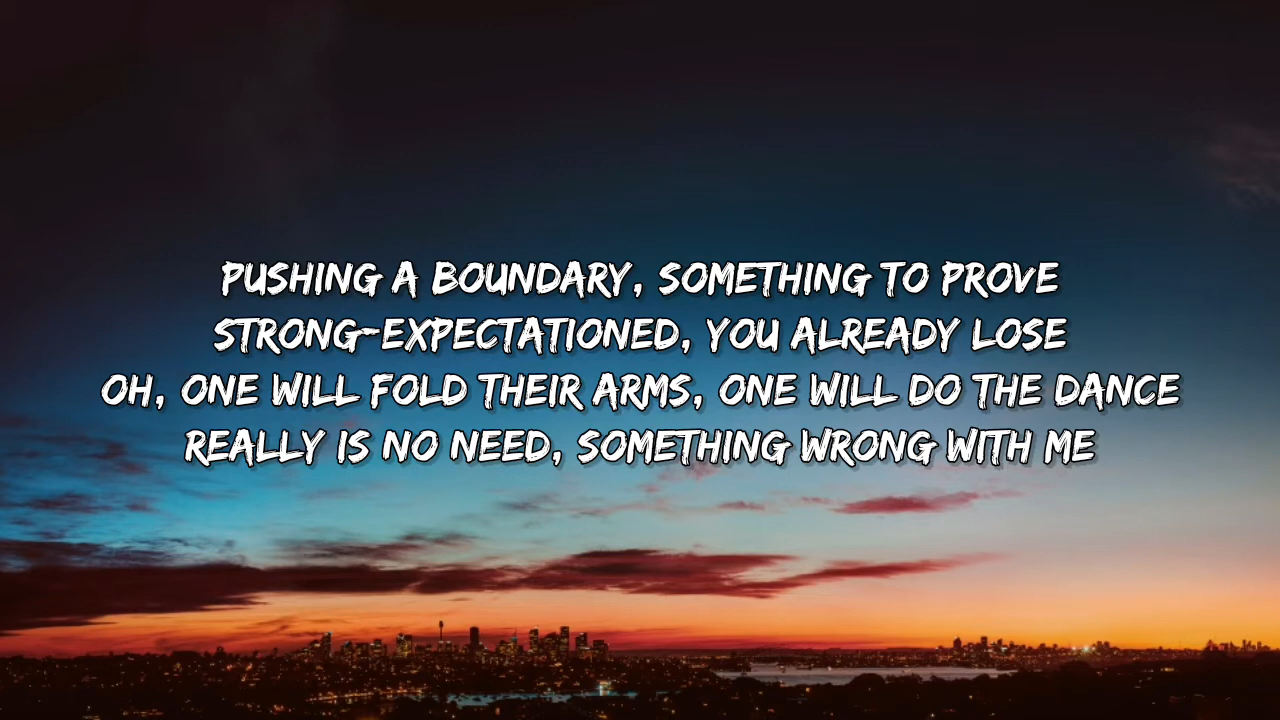 PUSHING A BOUNDARY, SOMETHING TO PROVE
STRONG-EXPECTATIONED, YOU ALREADY LOSE
OH, ONE WILL FOLD THEIR ARMS, ONE WILL DO THE DANCE
REALLY IS NO NEED, SOMETHING WRONG WITH ME